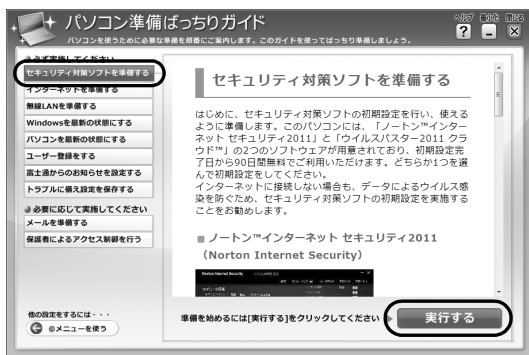 パソコン準備ばっちりガイド
ヘルプ 最小化 閉じる
パソコンを使うために必要な準備を順番にご案内します。このガイドを使ってばっちり準備しましょう。
必ず実施してください
セキュリティ対策ソフトを準備する
インターネットを準備する
無線LANを準備する
Windowsを最新の状態にする
パソコンを最新の状態にする
ユーザー登録をする
富士通からのお知らせを設定する
トラブルに備え設定を保存する
必要に応じて実施してください
メールを準備する
保護者によるアクセス制御を行う
他の設定をするには・・・
@メニューを使う
セキュリティ対策ソフトを準備する
はじめに、セキュリティ対策ソフトの初期設定を行い、使える
ように準備します。このパソコンには、「ノートン™インター
ネット セキュリティ2011」と「ウイルスバスター2011 クラ
ウド™」の2つのソフトウェアが用意されており、初期設定完
了日から90日間無料でご利用いただけます。どちらか1つを選
んで初期設定をしてください。
インターネットに接続しない場合も、データによるウイルス感
染を防ぐため、セキュリティ対策ソフトの初期設定を実施する
ことをお勧めします。
■ ノートン™インターネット セキュリティ2011
（Norton Internet Security）
Norton Internet Security
準備を始めるには[実行する]をクリックしてください
実行する